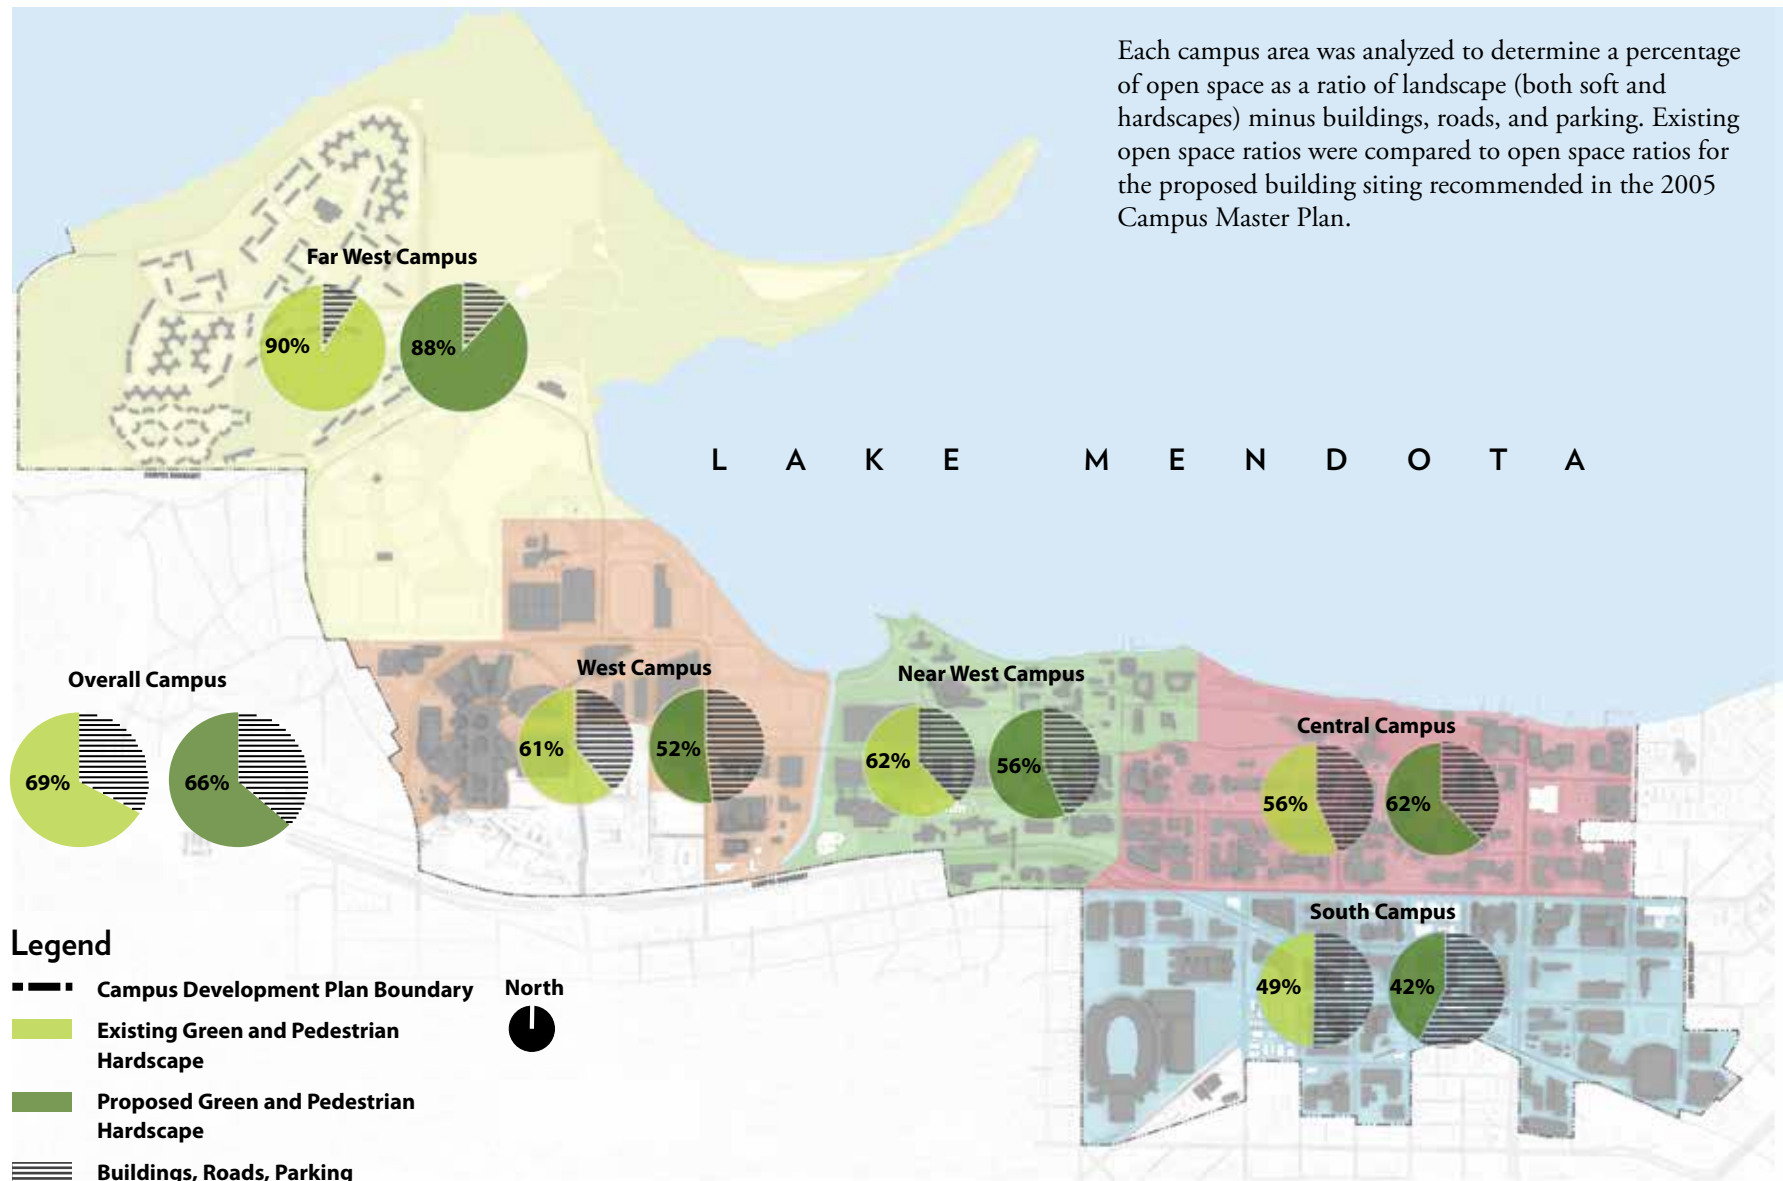 Each campus area was analyzed to determine a percentage
of open space as a ratio of landscape (both soft and
hardscapes) minus buildings, roads, and parking. Existing
open space ratios were compared to open space ratios for
the proposed building siting recommended in the 2005
Campus Master Plan.
Far West Campus
90%
88%
LAKE MENDOTA
Overall Campus
69%
66%
West Campus
61%
52%
Near West Campus
62%
56%
Central Campus
56%
62%
South Campus
49%
42%
Legend
Campus Development Plan Boundary
Existing Green and Pedestrian
Hardscape
Proposed Green and Pedestrian
Hardscape
Buildings, Roads, Parking
North